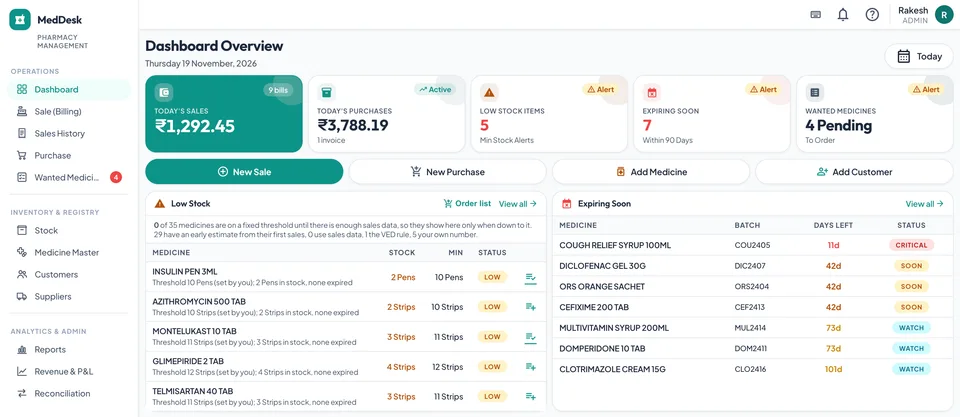 MedDesk
PHARMACY
MANAGEMENT
Rakesh
ADMIN
R
OPERATIONS
Dashboard
Sale (Billing)
Sales History
Purchase
Wanted Medici... 4
INVENTORY & REGISTRY
Stock
Medicine Master
Customers
Suppliers
ANALYTICS & ADMIN
Reports
Revenue & P&L
Reconciliation
Dashboard Overview
Thursday 19 November, 2026
Today
9 bills
TODAY'S SALES
₹1,292.45
Active
TODAY'S PURCHASES
₹3,788.19
1 invoice
Alert
LOW STOCK ITEMS
5
Min Stock Alerts
Alert
EXPIRING SOON
7
Within 90 Days
Alert
WANTED MEDICINES
4 Pending
To Order
New Sale
New Purchase
Add Medicine
Add Customer
Low Stock
Order list
View all →
0 of 35 medicines are on a fixed threshold until there is enough sales data, so they show here only when down to it.
29 have an early estimate from their first sales, 0 use sales data. 1 the VED rule, 5 your own number.
MEDICINE STOCK MIN STATUS
INSULIN PEN 3ML 2 Pens 10 Pens LOW
Threshold 10 Pens (set by you); 2 Pens in stock, none expired
AZITHROMYCIN 500 TAB 2 Strips 10 Strips LOW
Threshold 10 Strips (set by you); 2 Strips in stock, none expired
MONTELUKAST 10 TAB 3 Strips 11 Strips LOW
Threshold 11 Strips (set by you); 3 Strips in stock, none expired
GLIMEPIRIDE 2 TAB 4 Strips 12 Strips LOW
Threshold 12 Strips (set by you); 4 Strips in stock, none expired
TELMISARTAN 40 TAB 3 Strips 11 Strips LOW
Threshold 11 Strips (set by you); 3 Strips in stock, none expired
Expiring Soon
View all →
MEDICINE BATCH DAYS LEFT STATUS
COUGH RELIEF SYRUP 100ML COU2405 11d CRITICAL
DICLOFENAC GEL 30G DIC2407 42d SOON
ORS ORANGE SACHET ORS2404 42d SOON
CEFIXIME 200 TAB CEF2413 42d SOON
MULTIVITAMIN SYRUP 200ML MUL2414 73d WATCH
DOMPERIDONE 10 TAB DOM2411 73d WATCH
CLOTRIMAZOLE CREAM 15G CLO2416 101d WATCH